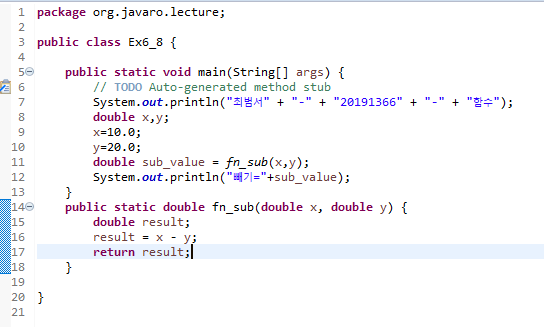 1 package org.javaro.lecture;
2
3 public class Ex6_8 {
4
5 public static void main(String[] args) {
6 // TODO Auto-generated method stub
7 System.out.println("최범서" + "-" + "20191366" + "-" + "함수");
8 double x,y;
9 x=10.0;
10 y=20.0;
11 double sub_value = fn_sub(x,y);
12 System.out.println("빼기="+sub_value);
13 }
14 public static double fn_sub(double x, double y) {
15 double result;
16 result = x - y;
17 return result;
18 }
19
20 }
21